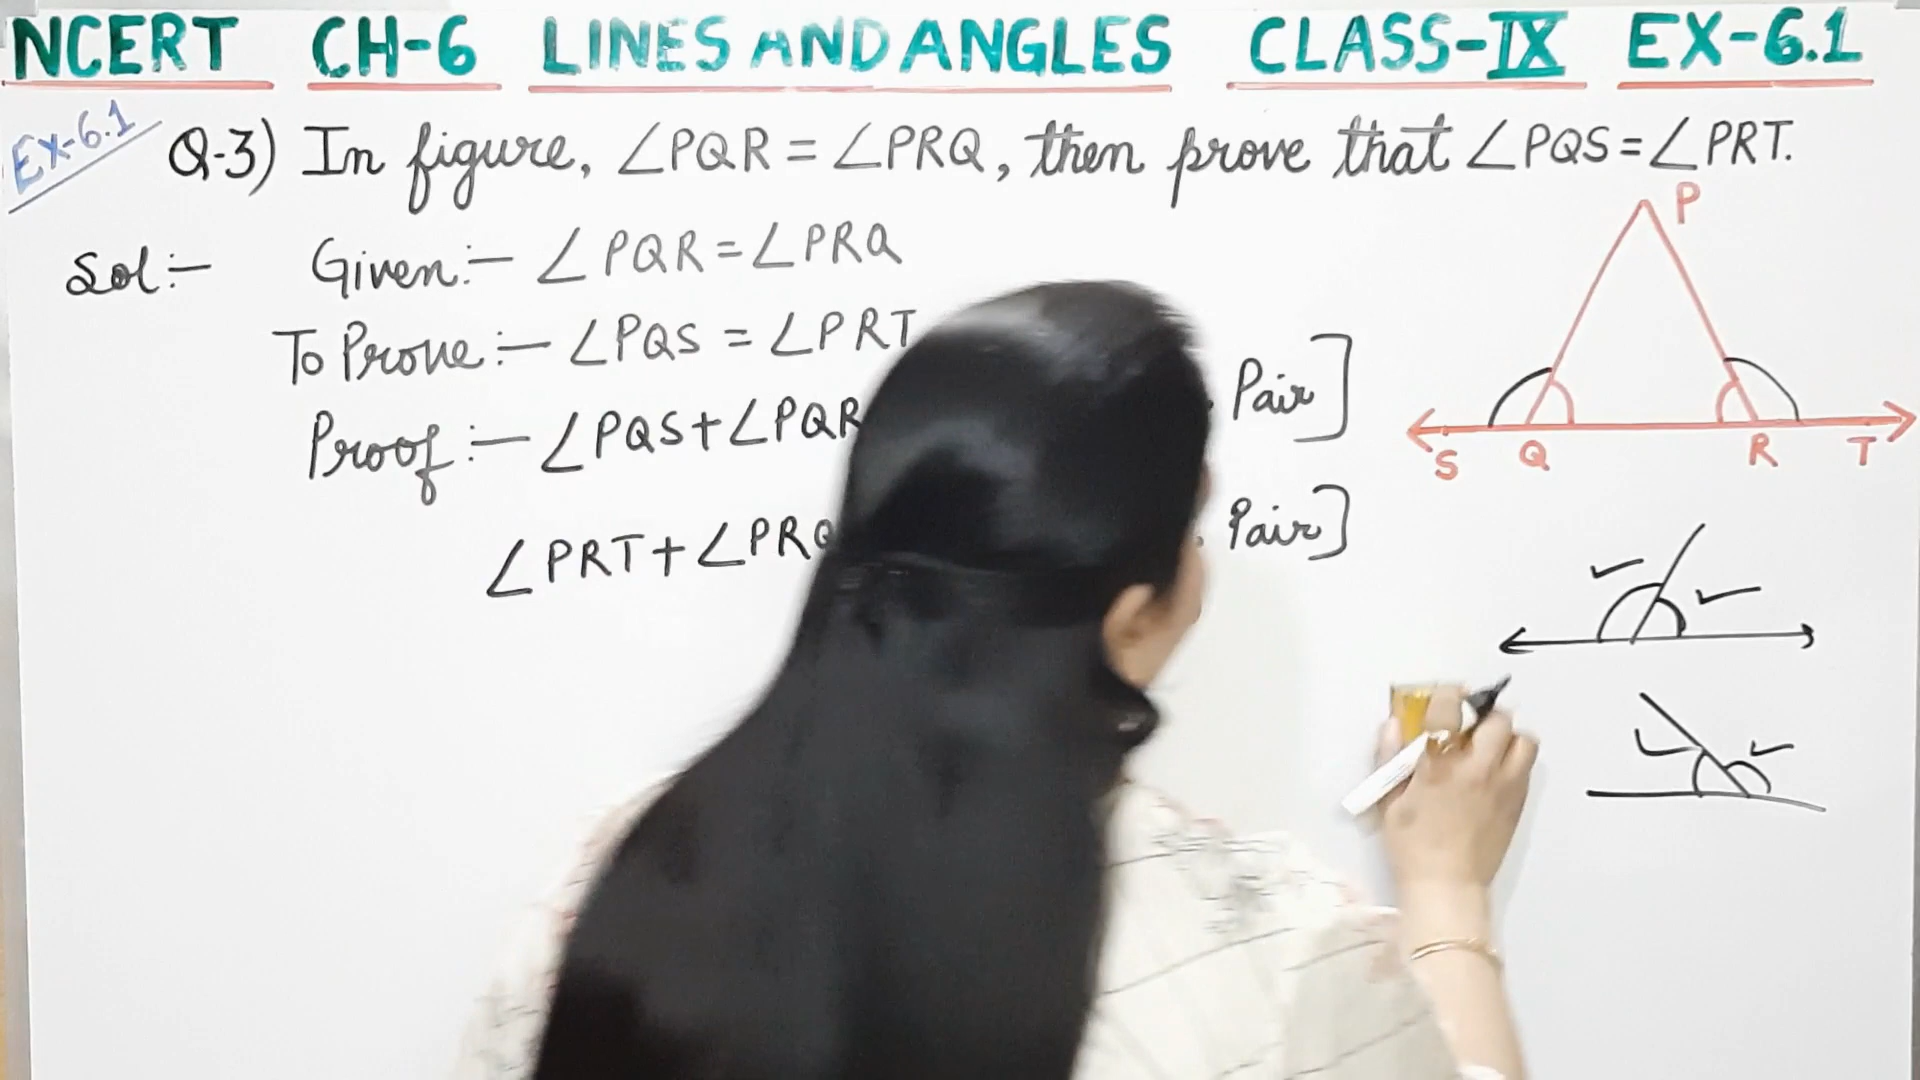 NCERT CH-6 LINES AND ANGLES CLASS-IX EX-6.1
EX-6.1
Q-3) In figure, ∠PQR = ∠PRQ, then prove that ∠PQS = ∠PRT.
Sol:- Given:- ∠PQR = ∠PRQ
To Prove:- ∠PQS = ∠PRT
Proof:- ∠PQS + ∠PQR Pair]
∠PRT + ∠PRQ Pair]
P
S Q R T